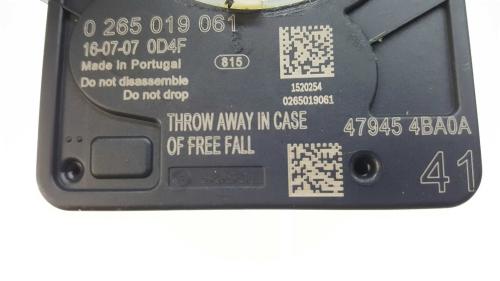 0 265 019 061
16-07-07 0D4F
Made in Portugal
815
Do not disassemble
Do not drop
1520254
0265019061
THROW AWAY IN CASE
OF FREE FALL
47945 4BA0A
41